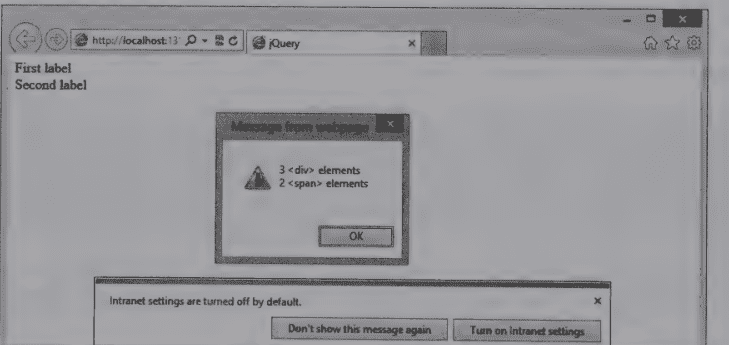 http://localhost:13
jQuery
First label
Second label
Message from webpage
3 <div> elements
2 <span> elements
OK
Intranet settings are turned off by default.
Don't show this message again
Turn on intranet settings